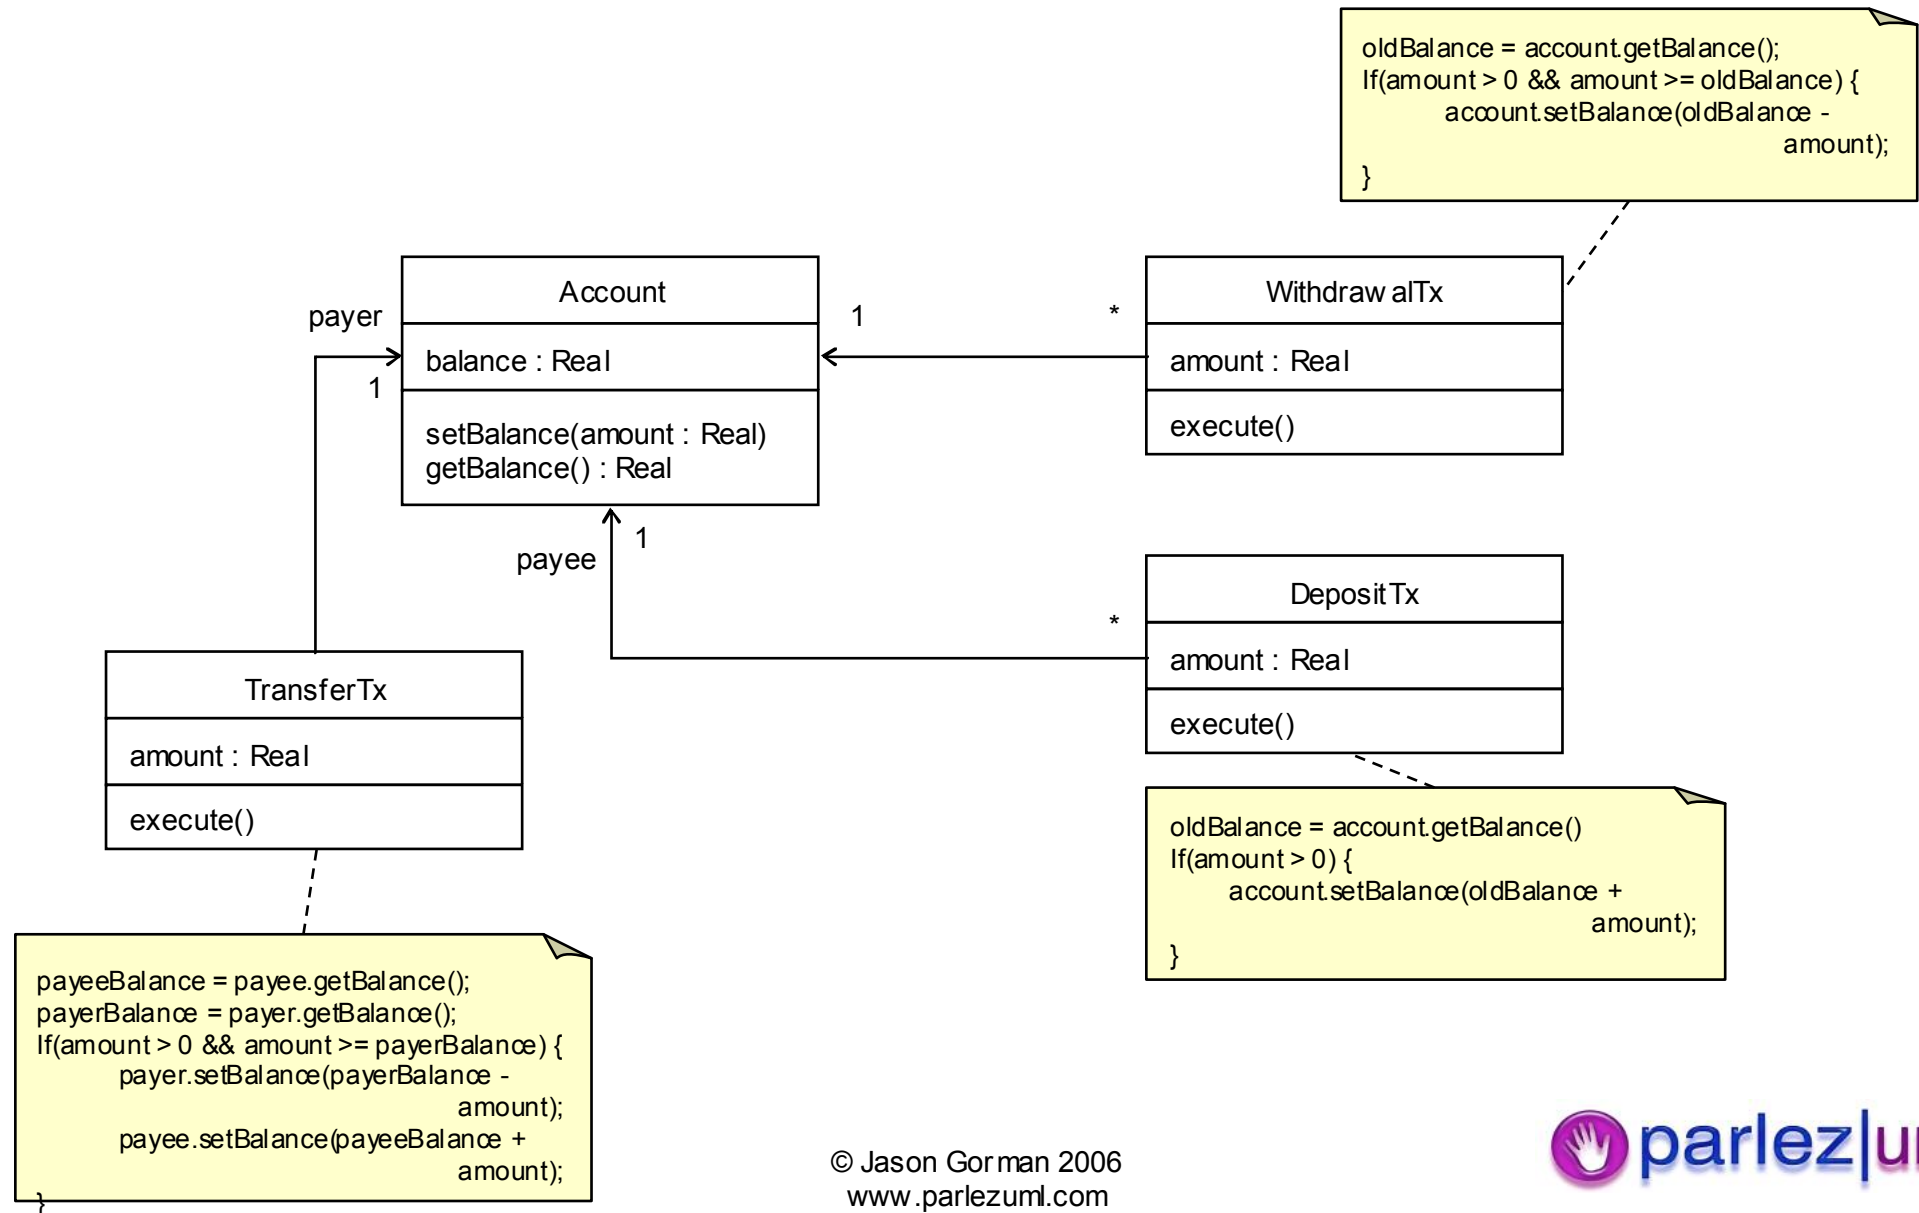 oldBalance = account.getBalance();
If(amount > 0 && amount >= oldBalance) {
account.setBalance(oldBalance -
amount);
}
Account
balance : Real
setBalance(amount : Real)
getBalance() : Real
payer
1
1
*
WithdrawalTx
amount : Real
execute()
payee
1
*
DepositTx
amount : Real
execute()
TransferTx
amount : Real
execute()
oldBalance = account.getBalance()
If(amount > 0) {
account.setBalance(oldBalance +
amount);
}
payeeBalance = payee.getBalance();
payerBalance = payer.getBalance();
If(amount > 0 && amount >= payerBalance) {
payer.setBalance(payerBalance -
amount);
payee.setBalance(payeeBalance +
amount);
}
© Jason Gorman 2006
www.parlezuml.com
parlez|u